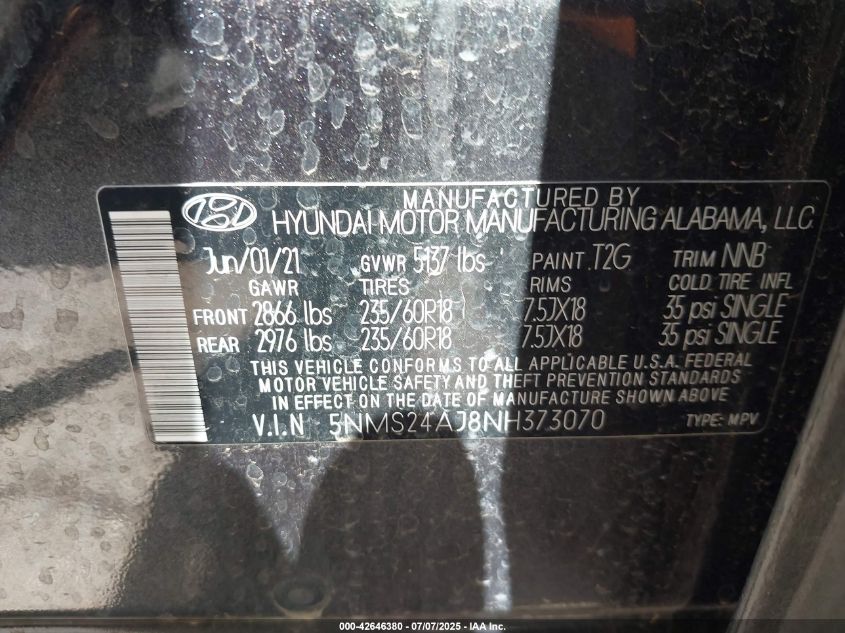 MANUFACTURED BY
HYUNDAI MOTOR MANUFACTURING ALABAMA, LLC
Jun/01/21 GVWR 5137 lbs PAINT T2G TRIM NNB
GAWR TIRES RIMS COLD TIRE INFL
FRONT 2866 lbs 235/60R18 7.5JX18 35 psi SINGLE
REAR 2976 lbs 235/60R18 7.5JX18 35 psi SINGLE
THIS VEHICLE CONFORMS TO ALL APPLICABLE U.S.A. FEDERAL
MOTOR VEHICLE SAFETY AND THEFT PREVENTION STANDARDS
IN EFFECT ON THE DATE OF MANUFACTURE SHOWN ABOVE
V.I.N 5NMS24AJ8NH373070 TYPE: MPV
000-42646380 / 07/07/2025 - IAA Inc.